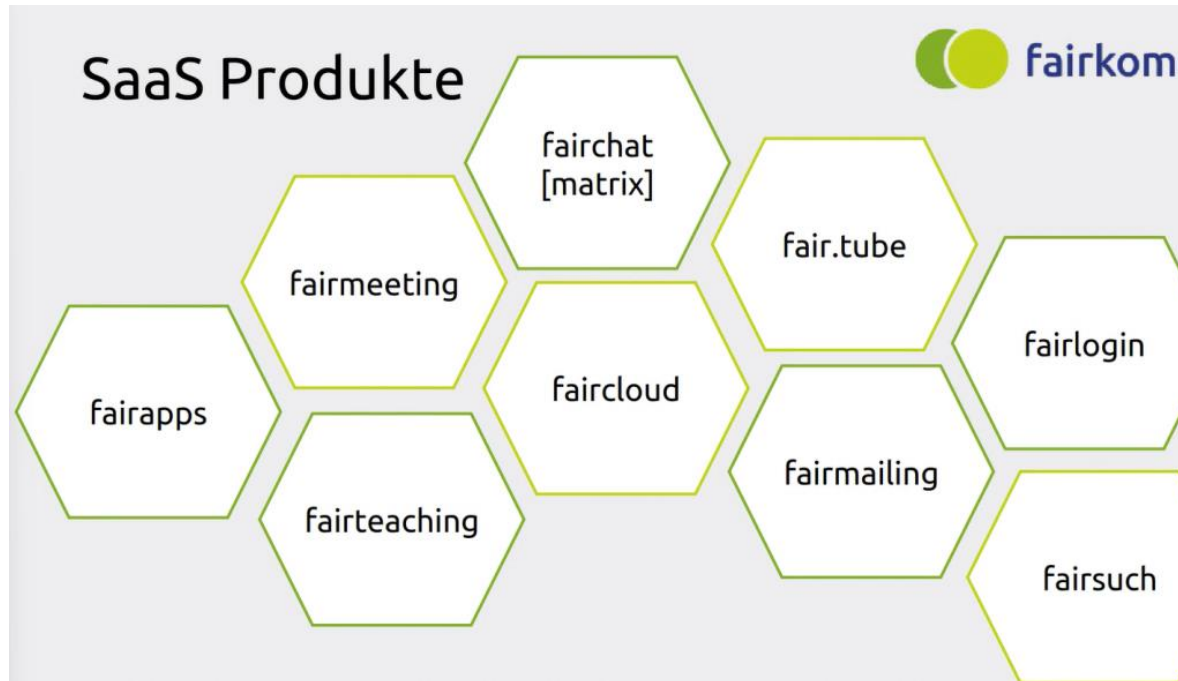 SaaS Produkte
fairkom
fairchat
[matrix]
fair.tube
fairmeeting
fairlogin
faircloud
fairapps
fairmailing
fairteaching
fairsuch